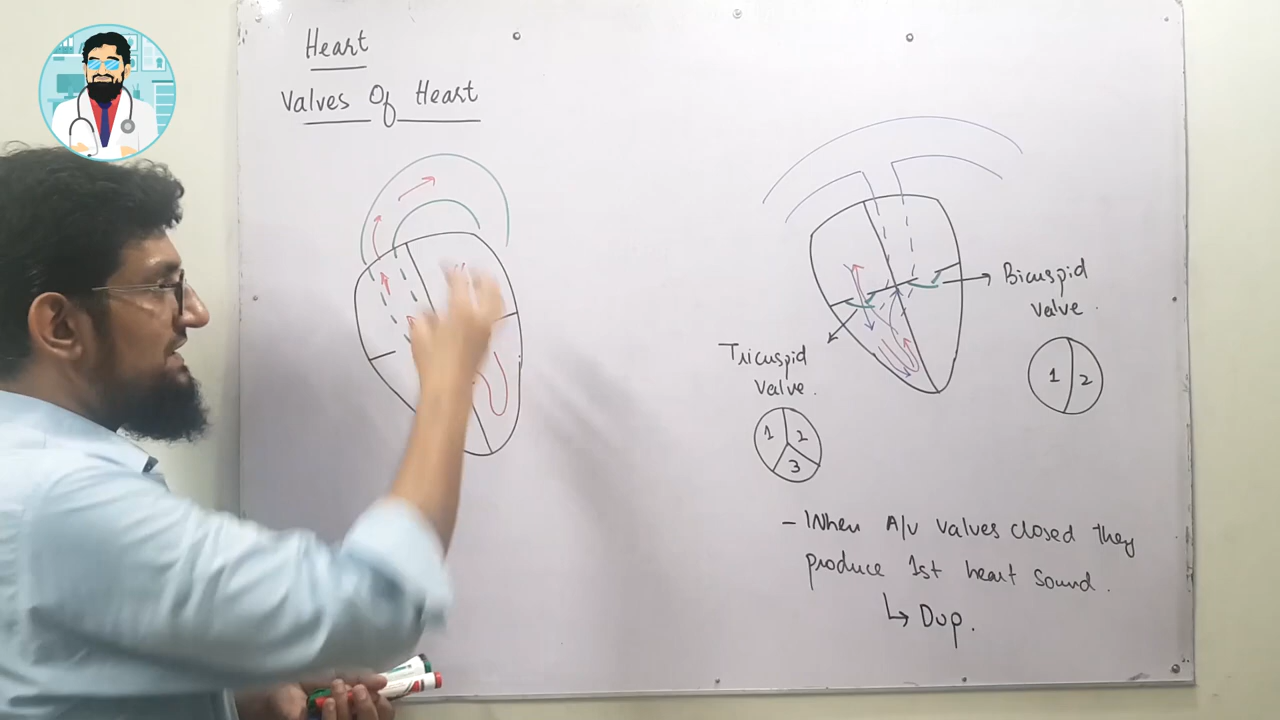 Heart
Valves Of Heart
Bicuspid
Valve.
Tricuspid
Valve.
1 2
1 2
3
- When A/V valves closed they
produce 1st heart sound.
↳ Dup.